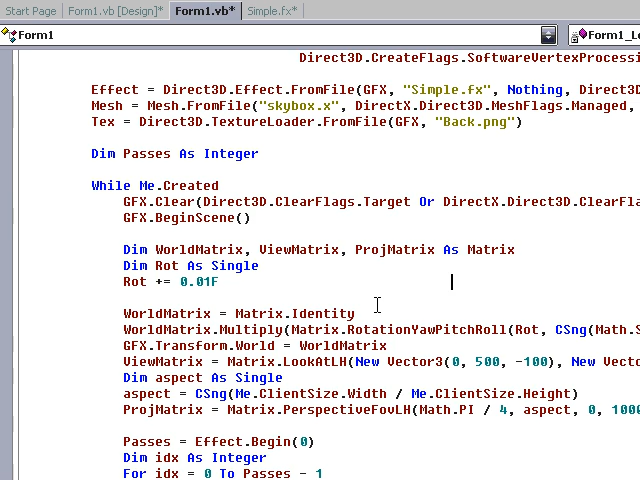 Start Page Form1.vb [Design]* Form1.vb* Simple.fx*
Form1 Form1_Lo
Direct3D.CreateFlags.SoftwareVertexProcessi
Effect = Direct3D.Effect.FromFile(GFX, "Simple.fx", Nothing, Direct3D
Mesh = Mesh.FromFile("skybox.x", DirectX.Direct3D.MeshFlags.Managed,
Tex = Direct3D.TextureLoader.FromFile(GFX, "Back.png")
Dim Passes As Integer
While Me.Created
GFX.Clear(Direct3D.ClearFlags.Target Or DirectX.Direct3D.ClearFla
GFX.BeginScene()
Dim WorldMatrix, ViewMatrix, ProjMatrix As Matrix
Dim Rot As Single
Rot += 0.01F
WorldMatrix = Matrix.Identity
WorldMatrix.Multiply(Matrix.RotationYawPitchRoll(Rot, CSng(Math.S
GFX.Transform.World = WorldMatrix
ViewMatrix = Matrix.LookAtLH(New Vector3(0, 500, -100), New Vecto
Dim aspect As Single
aspect = CSng(Me.ClientSize.Width / Me.ClientSize.Height)
ProjMatrix = Matrix.PerspectiveFovLH(Math.PI / 4, aspect, 0, 1000
Passes = Effect.Begin(0)
Dim idx As Integer
For idx = 0 To Passes - 1